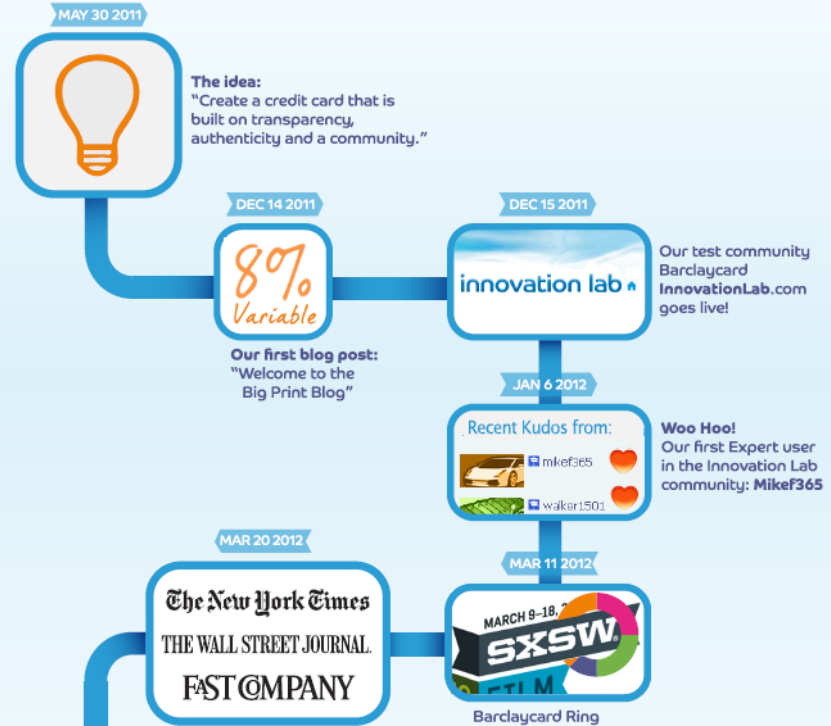 MAY 30 2011
The idea:
“Create a credit card that is
built on transparency,
authenticity and a community.”
DEC 14 2011
8%
Variable
Our first blog post:
“Welcome to the
Big Print Blog”
DEC 15 2011
innovation lab
Our test community
Barclaycard
InnovationLab.com
goes live!
JAN 6 2012
Recent Kudos from:
mikef365
walker1501
Woo Hoo!
Our first Expert user
in the Innovation Lab
community: Mikef365
MAR 11 2012
MARCH 9-18,
SXSW
FILM
Barclaycard Ring
MAR 20 2012
The New York Times
THE WALL STREET JOURNAL.
FAST COMPANY